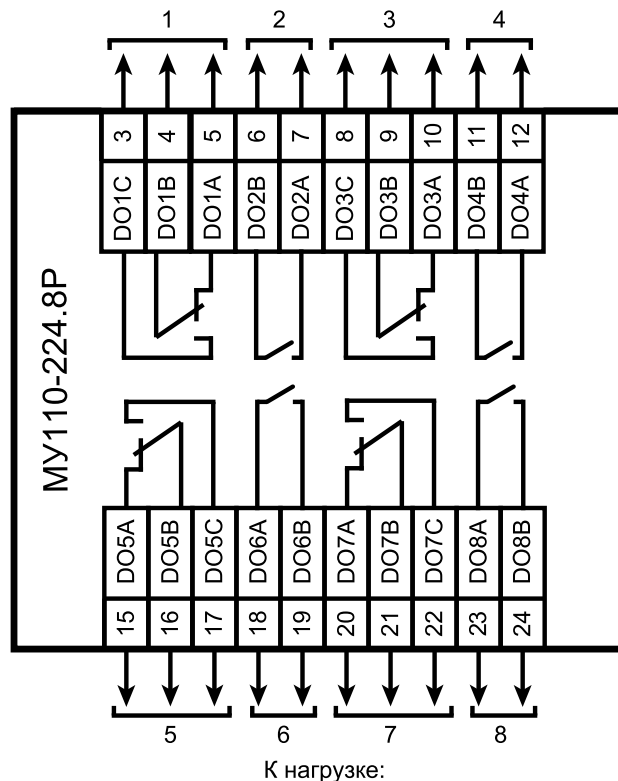 1 2 3 4
3 4 5 6 7 8 9 10 11 12
DO1C DO1B DO1A DO2B DO2A DO3C DO3B DO3A DO4B DO4A
МУ110-224.8Р
DO5A DO5B DO5C DO6A DO6B DO7A DO7B DO7C DO8A DO8B
15 16 17 18 19 20 21 22 23 24
5 6 7 8
К нагрузке: